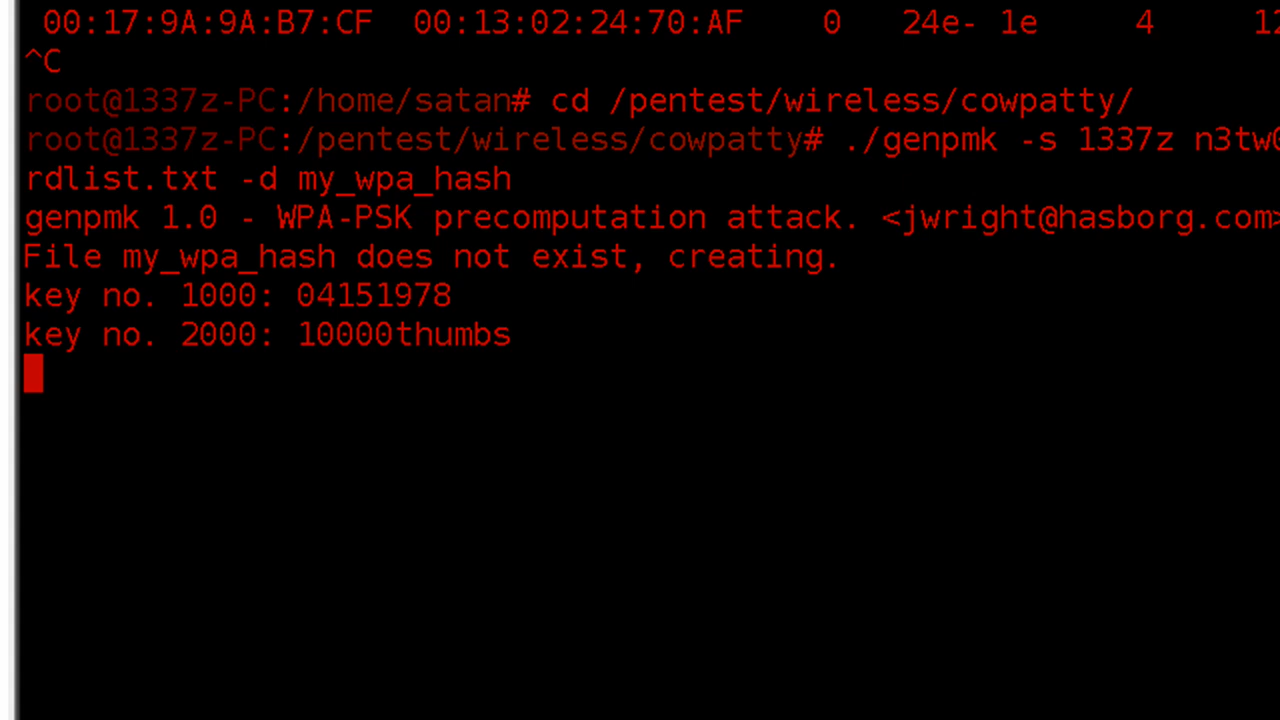 00:17:9A:9A:B7:CF 00:13:02:24:70:AF 0 24e- 1e 4
^C
root@1337z-PC:/home/satan# cd /pentest/wireless/cowpatty/
root@1337z-PC:/pentest/wireless/cowpatty# ./genpmk -s 1337z
rdlist.txt -d my_wpa_hash
genpmk 1.0 - WPA-PSK precomputation attack. <jwright@hasborg.com>
File my_wpa_hash does not exist, creating.
key no. 1000: 04151978
key no. 2000: 10000thumbs